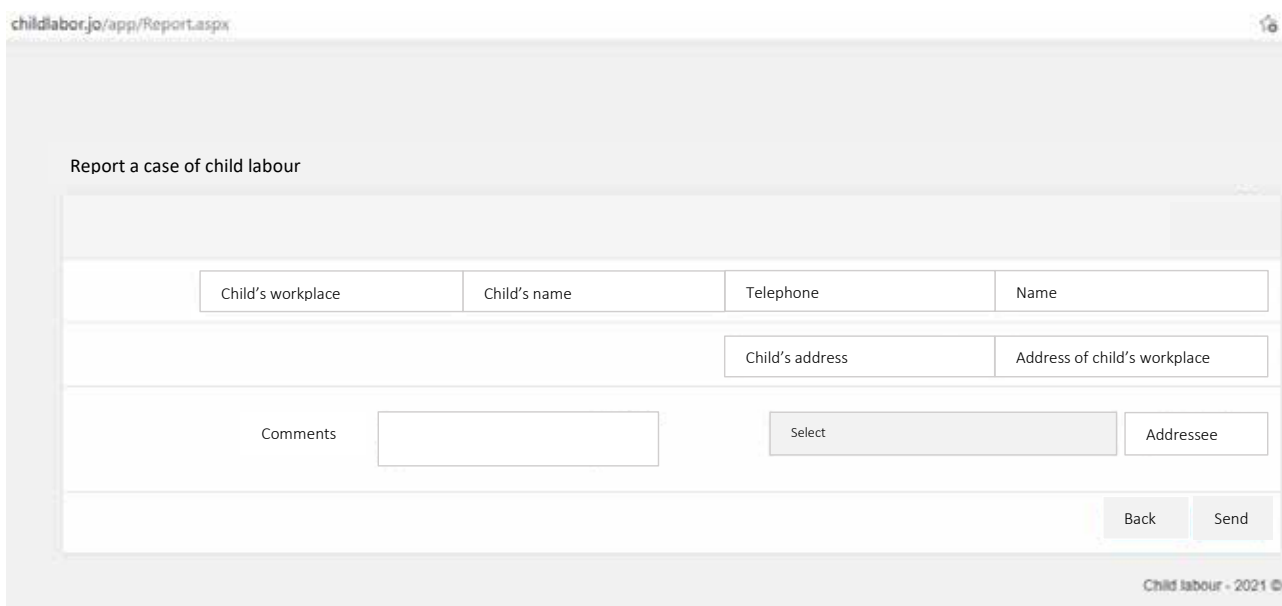 childlabor.jo/app/Report.aspx
Report a case of child labour
Child’s workplace Child’s name Telephone Name
Child’s address Address of child’s workplace
Comments Select Addressee
Back Send
Child labour - 2021 ©